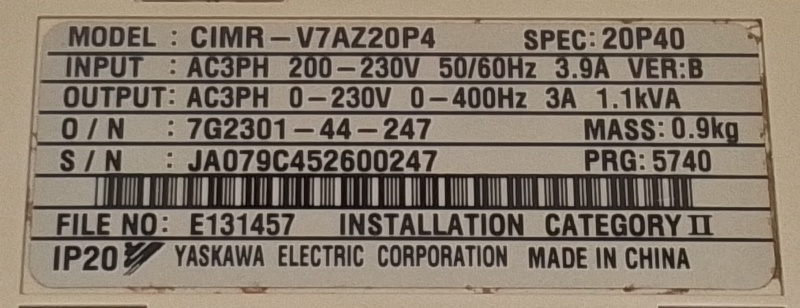 MODEL : CIMR-V7AZ20P4 SPEC: 20P40
INPUT : AC3PH 200-230V 50/60Hz 3.9A VER:B
OUTPUT: AC3PH 0-230V 0-400Hz 3A 1.1kVA
O / N : 7G2301-44-247 MASS: 0.9kg
S / N : JA079C452600247 PRG: 5740
FILE NO: E131457 INSTALLATION CATEGORY II
IP20 YASKAWA ELECTRIC CORPORATION MADE IN CHINA